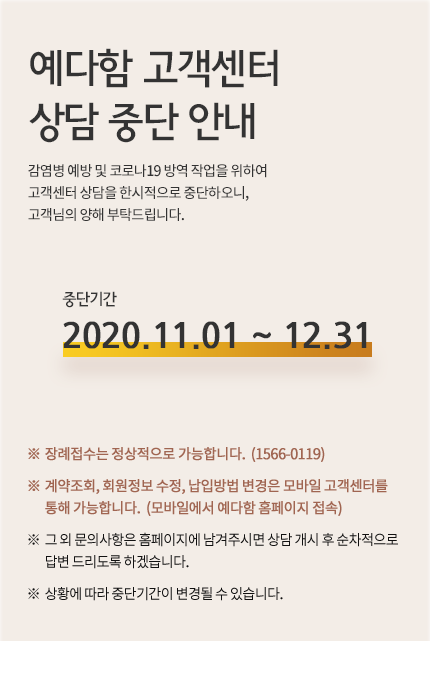 예다함 고객센터
상담 중단 안내
감염병 예방 및 코로나19 방역 작업을 위하여
고객센터 상담을 한시적으로 중단하오니,
고객님의 양해 부탁드립니다.
중단기간
2020.11.01 ~ 12.31
※ 장례접수는 정상적으로 가능합니다. (1566-0119)
※ 계약조회, 회원정보 수정, 납입방법 변경은 모바일 고객센터를
통해 가능합니다. (모바일에서 예다함 홈페이지 접속)
※ 그 외 문의사항은 홈페이지에 남겨주시면 상담 개시 후 순차적으로
답변 드리도록 하겠습니다.
※ 상황에 따라 중단기간이 변경될 수 있습니다.